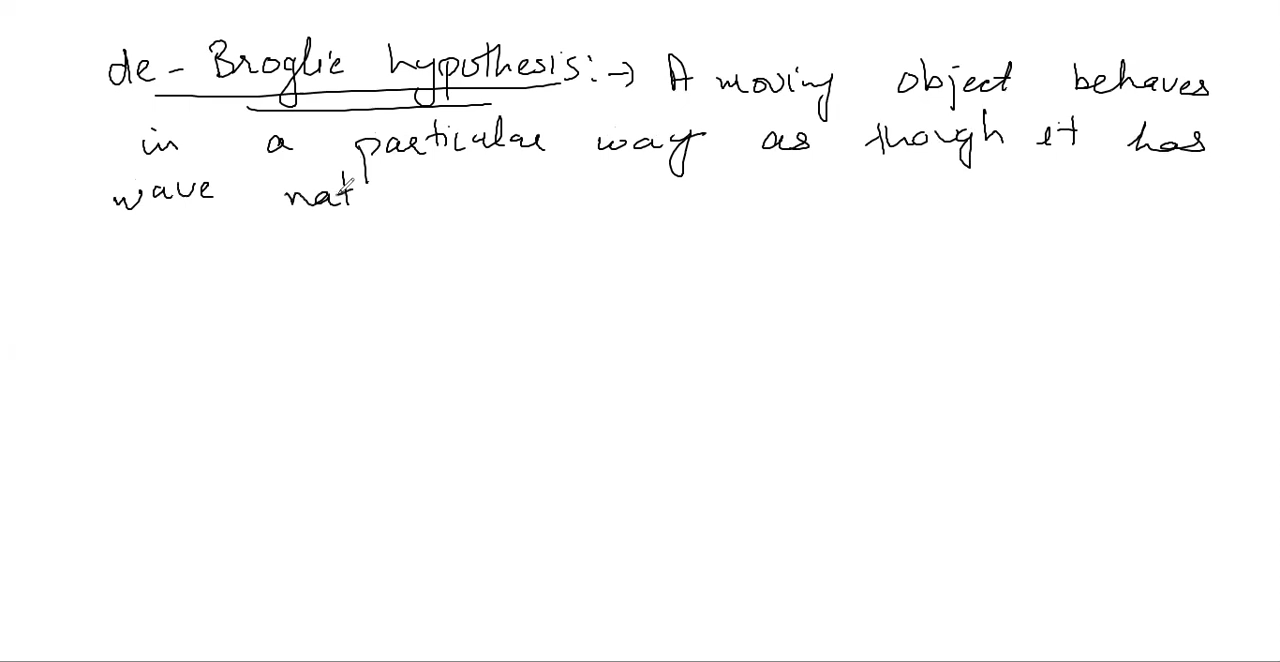 de - Broglie hypothesis :→ A moving object behaves
in a particular way as though it has
wave nat